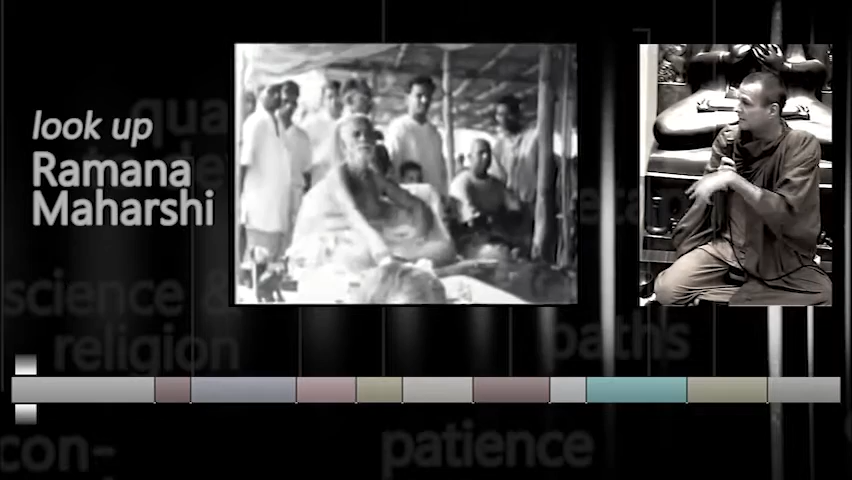 look up
Ramana
Maharshi
science &
religion
paths
con-
patience